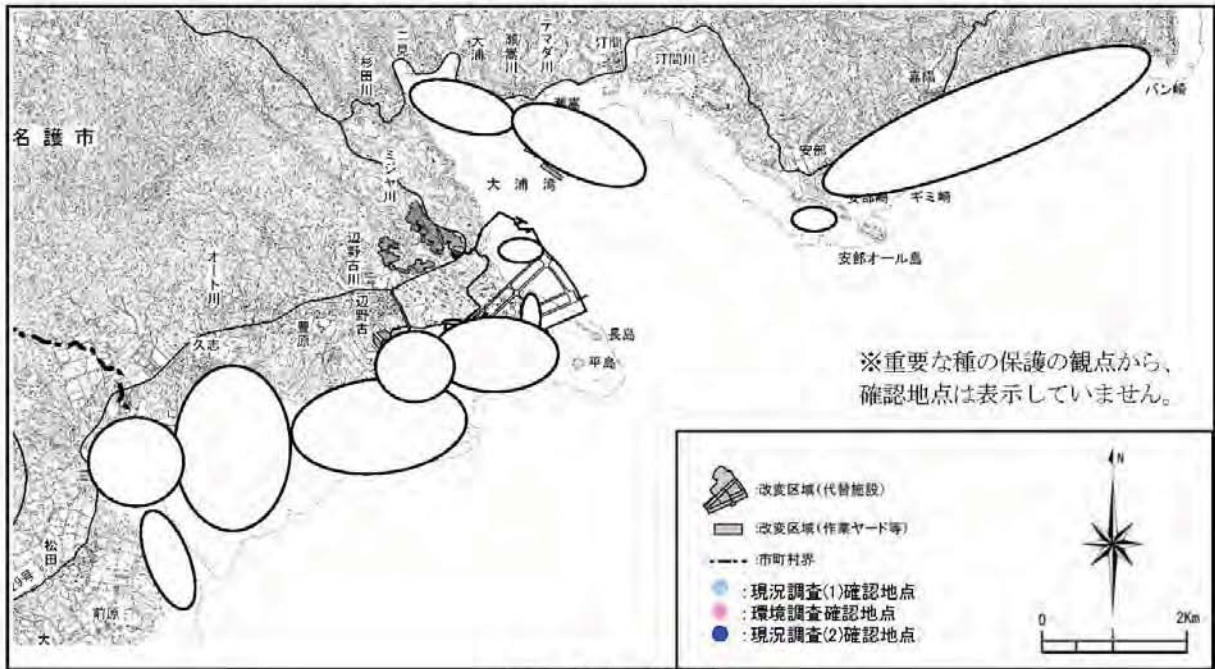 二見
大浦
瀬嵩川
テマダ川
汀間
汀間川
杉田川
嘉陽
バン崎
名護市
安部
ミジャ川
大浦湾
安部崎
ギミ崎
安部オール島
辺野古川
オート川
辺野古
豊原
久志
長島
平島
※重要な種の保護の観点から、
確認地点は表示していません。
:改変区域(代替施設)
:改変区域(作業ヤード等)
:市町村界
:現況調査(1)確認地点
:環境調査確認地点
:現況調査(2)確認地点
N
0 2Km
松田
前原
大